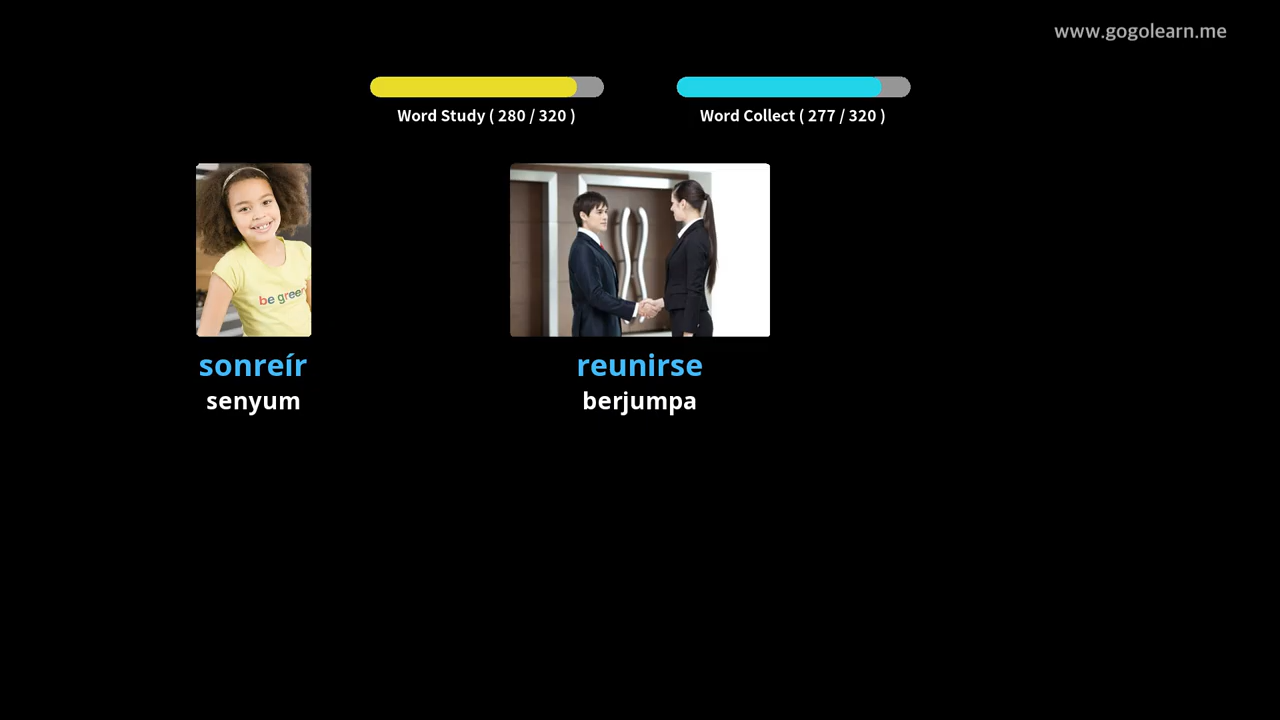 www.gogolearn.me
Word Study ( 280 / 320 )
Word Collect ( 277 / 320 )
be green
sonreír
senyum
reunirse
berjumpa